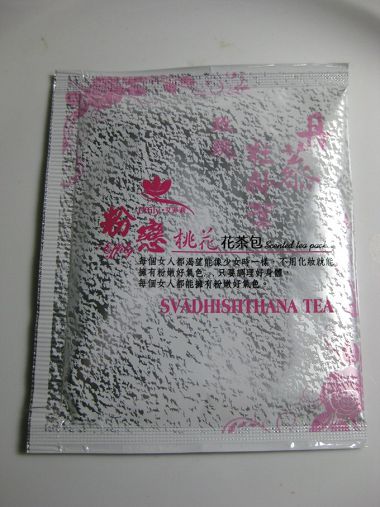 粉戀桃花花茶包 Scented tea pack
每個女人都渴望能像少女時一樣。不用化妝就能
擁有粉嫩好氣色...只要調理好身體。
每個女人都能擁有粉嫩好氣色。
SVADHISHTHANA TEA